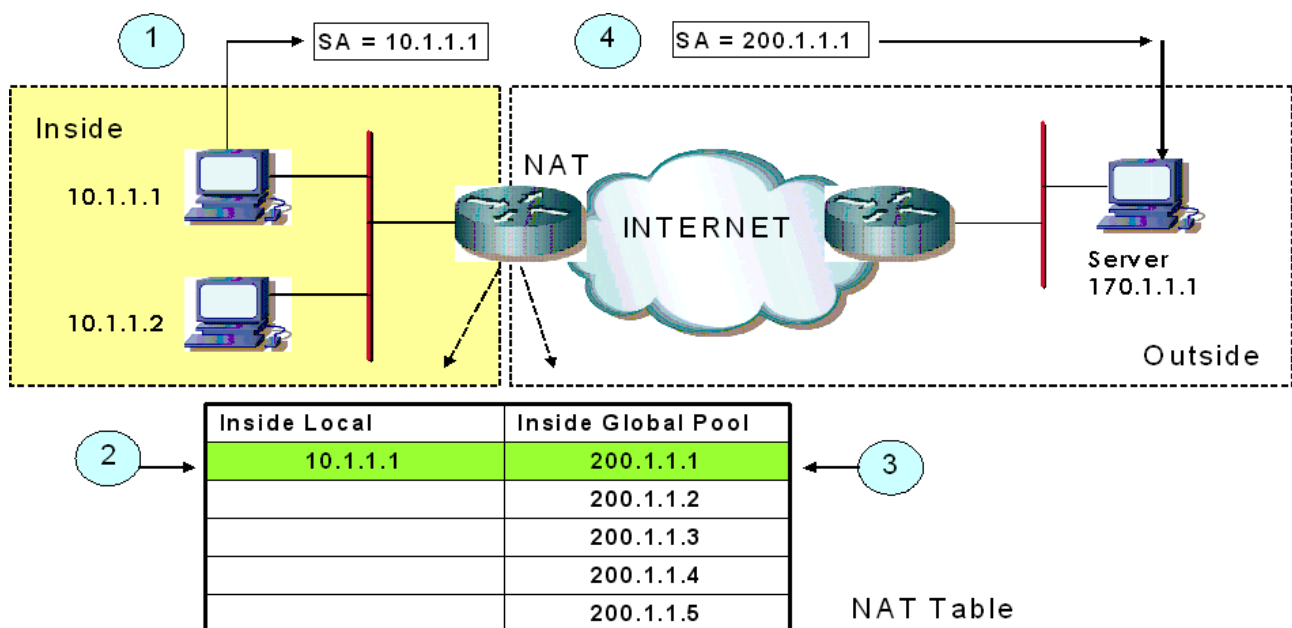 1
SA = 10.1.1.1
4
SA = 200.1.1.1
Inside
10.1.1.1
10.1.1.2
NAT
INTERNET
Server
170.1.1.1
Outside
Inside Local
Inside Global Pool
2
10.1.1.1
200.1.1.1
3
200.1.1.2
200.1.1.3
200.1.1.4
200.1.1.5
NAT Table